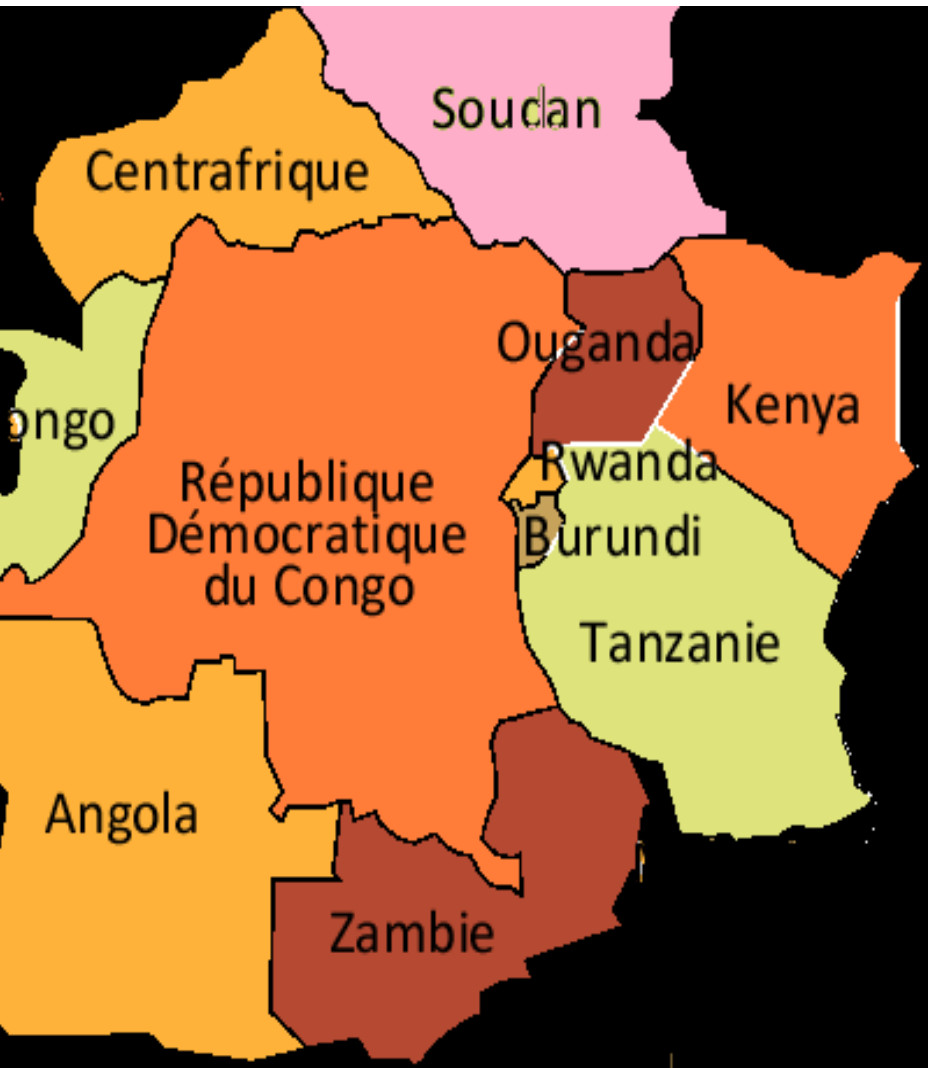 Soudan
Centrafrique
Ouganda
Kenya
ongo
Rwanda
République
Démocratique
du Congo
Burundi
Tanzanie
Angola
Zambie